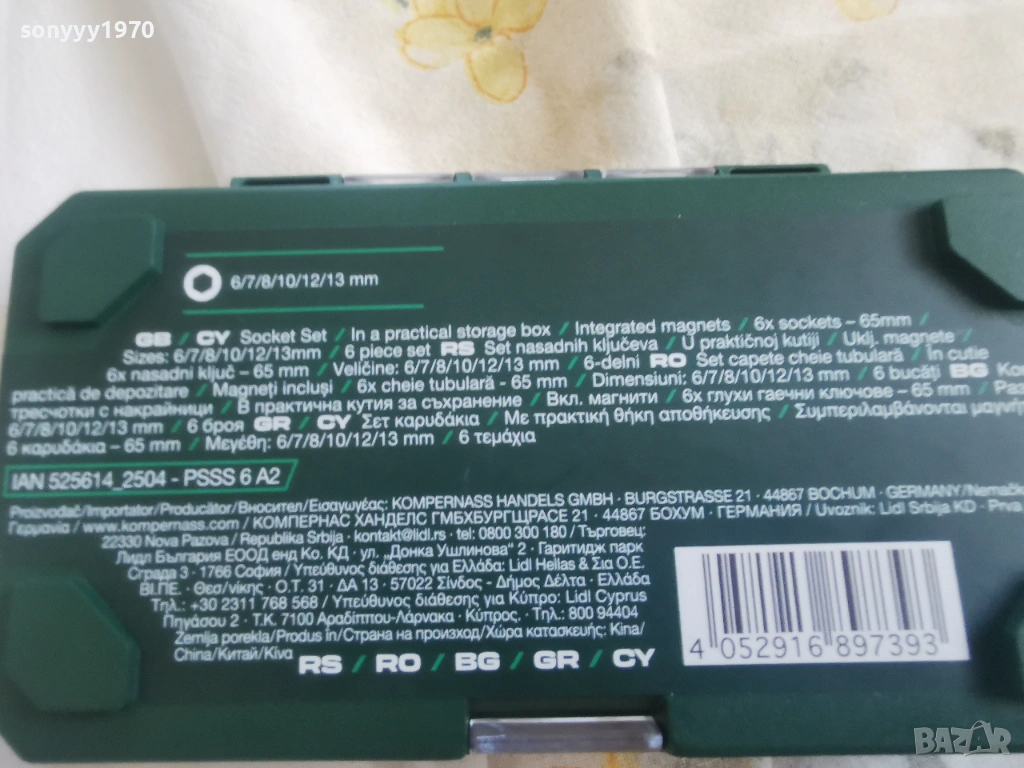 sonyyy1970
6/7/8/10/12/13 mm
GB / CY Socket Set / In a practical storage box / Integrated magnets / 6x sockets – 65mm /
Sizes: 6/7/8/10/12/13mm / 6 piece set RS Set nasadnih ključeva / U praktičnoj kutiji / Uklj. magnete /
6x nasadni ključ – 65 mm / Veličine: 6/7/8/10/12/13 mm / 6-delni RO Set capete cheie tubulară / În cutie
practică de depozitare / Magneți incluși / 6x cheie tubulară - 65 mm / Dimensiuni: 6/7/8/10/12/13 mm / 6 bucăți BG
тресчотки с накрайници / В практична кутия за съхранение / Вкл. магнити / 6x глухи гаечни ключове – 65 mm /
6/7/8/10/12/13 mm / 6 броя GR / CY Σετ καρυδάκια / Με πρακτική θήκη αποθήκευσης / Συμπεριλαμβάνονται
6 καρυδάκια – 65 mm / Μεγέθη: 6/7/8/10/12/13 mm / 6 τεμάχια
IAN 525614_2504 - PSSS 6 A2
Proizvođač/Importator/Producător/Вносител/Εισαγωγέας: KOMPERNASS HANDELS GMBH · BURGSTRASSE 21 · 44867 BOCHUM · GERMANY/
Γερμανία / www.kompernass.com / КОМПЕРНАС ХАНДЕЛС ГМБХБУРГЩРАСЕ 21 · 44867 БОХУМ · ГЕРМАНИЯ / Uvoznik: Lidl Srbija KD · Prva
22330 Nova Pazova / Republika Srbija · kontakt@lidl.rs · tel: 0800 300 180 / Търговец:
Лидл България ЕООД енд Ко. КД · ул. „Донка Ушлинова" 2 · Гаритидж парк
Сграда 3 · 1766 София / Υπεύθυνος διάθεσης για Ελλάδα: Lidl Hellas & Σια Ο.Ε.
ΒΙ.ΠΕ. · Θεσ/νίκης · Ο.Τ. 31 · ΔΑ 13 · 57022 Σίνδος - Δήμος Δέλτα · Ελλάδα
Τηλ.: +30 2311 768 568 / Υπεύθυνος διάθεσης για Κύπρο: Lidl Cyprus
Πηγάσου 2 · Τ.Κ. 7100 Αραδίππου-Λάρνακα · Κύπρος. · Τηλ.: 800 94404
Zemlja porekla/Produs în/Страна на произход/Χώρα κατασκευής: Kina/
China/Китай/Κίνα
RS / RO / BG / GR / CY
4 052916 897393
BAZAR